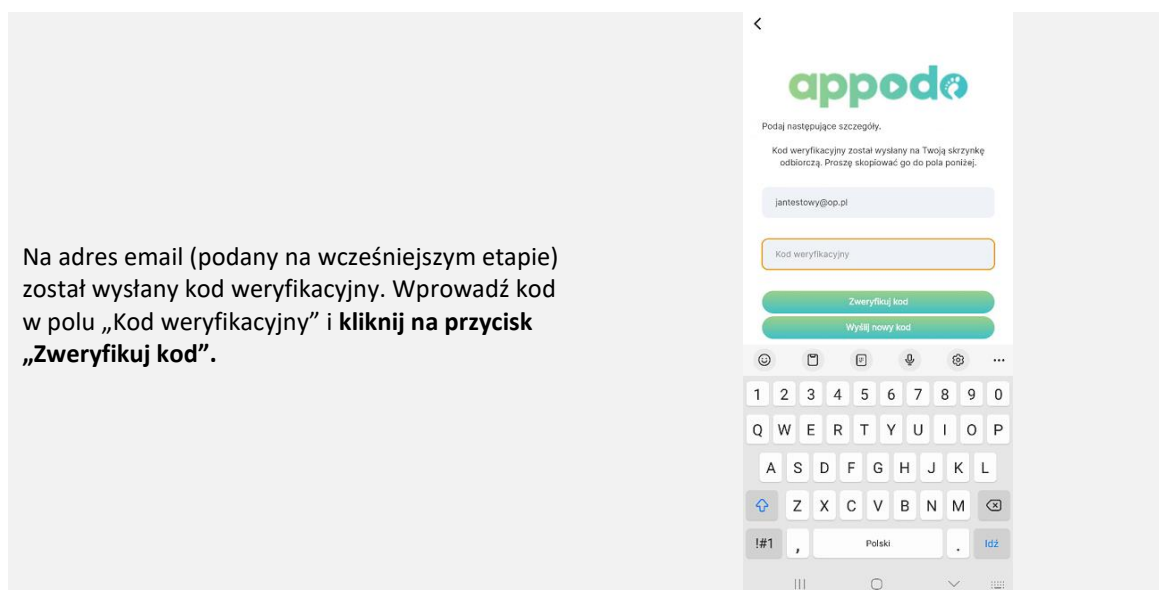 Na adres email (podany na wcześniejszym etapie)
został wysłany kod weryfikacyjny. Wprowadź kod
w polu „Kod weryfikacyjny” i kliknij na przycisk
„Zweryfikuj kod”.
appodo
Podaj następujące szczegóły.
Kod weryfikacyjny został wysłany na Twoją skrzynkę
odbiorczą. Proszę skopiować go do pola poniżej.
jantestowy@op.pl
Kod weryfikacyjny
Zweryfikuj kod
Wyślij nowy kod
1 2 3 4 5 6 7 8 9 0
Q W E R T Y U I O P
A S D F G H J K L
Z X C V B N M
!#1 , Polski . Idź